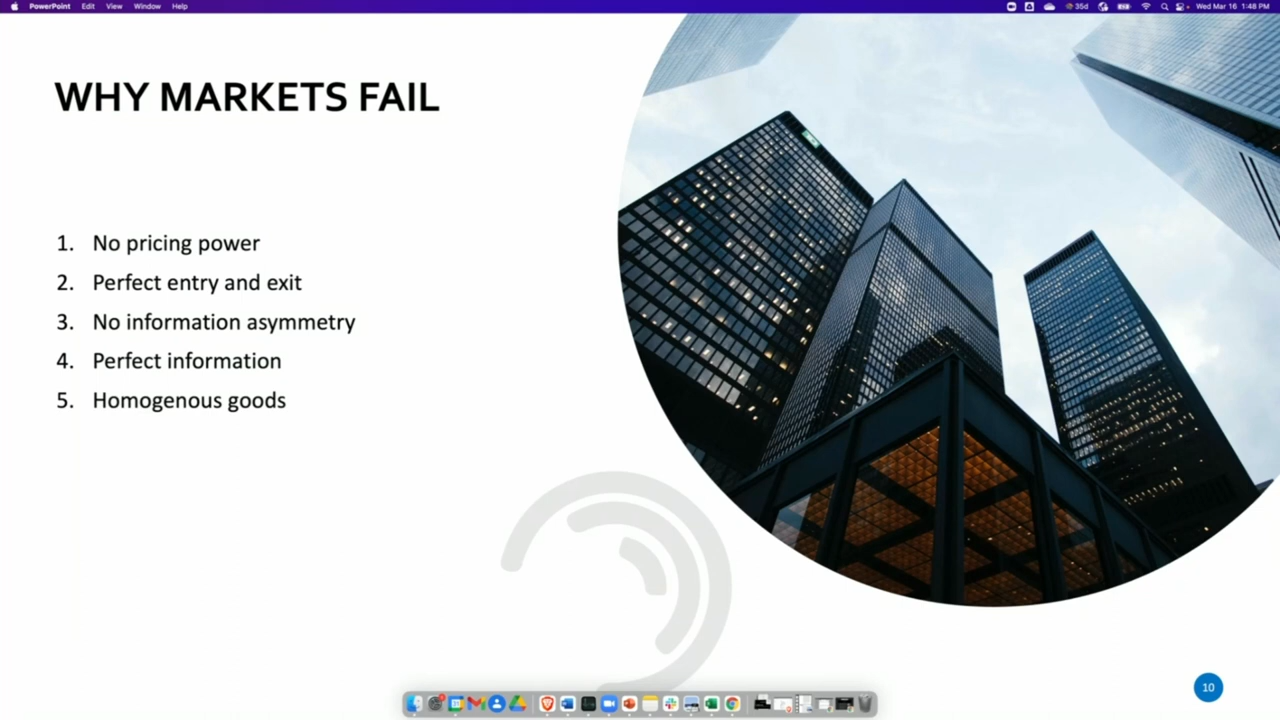 PowerPoint Edit View Window Help
35d Wed Mar 16 1:48 PM
WHY MARKETS FAIL
1. No pricing power
2. Perfect entry and exit
3. No information asymmetry
4. Perfect information
5. Homogenous goods
10